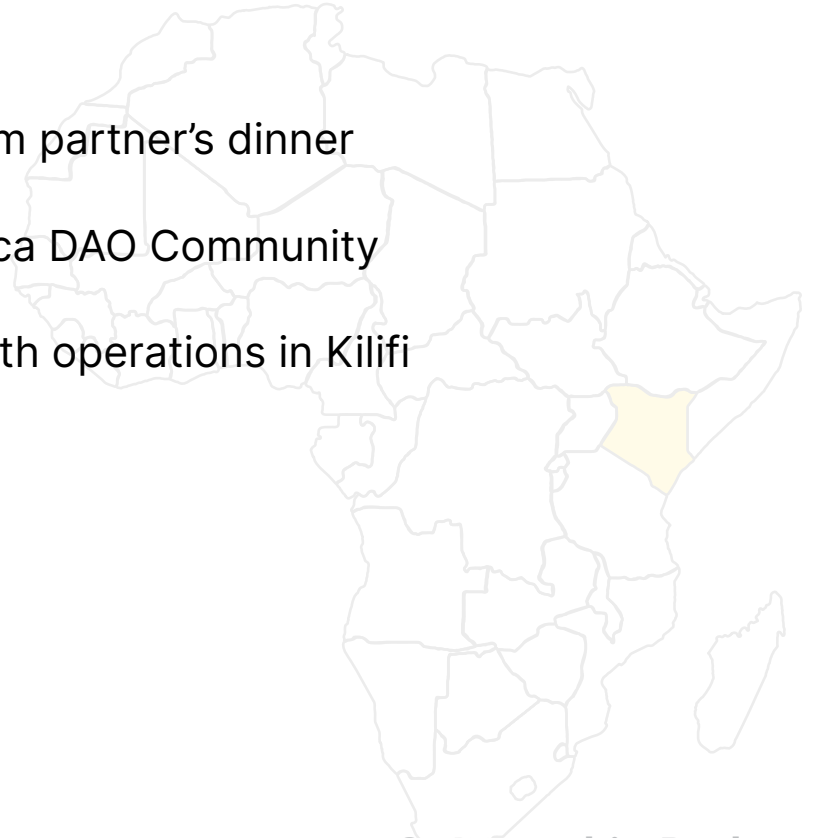 m partner’s dinner
ca DAO Community
th operations in Kilifi